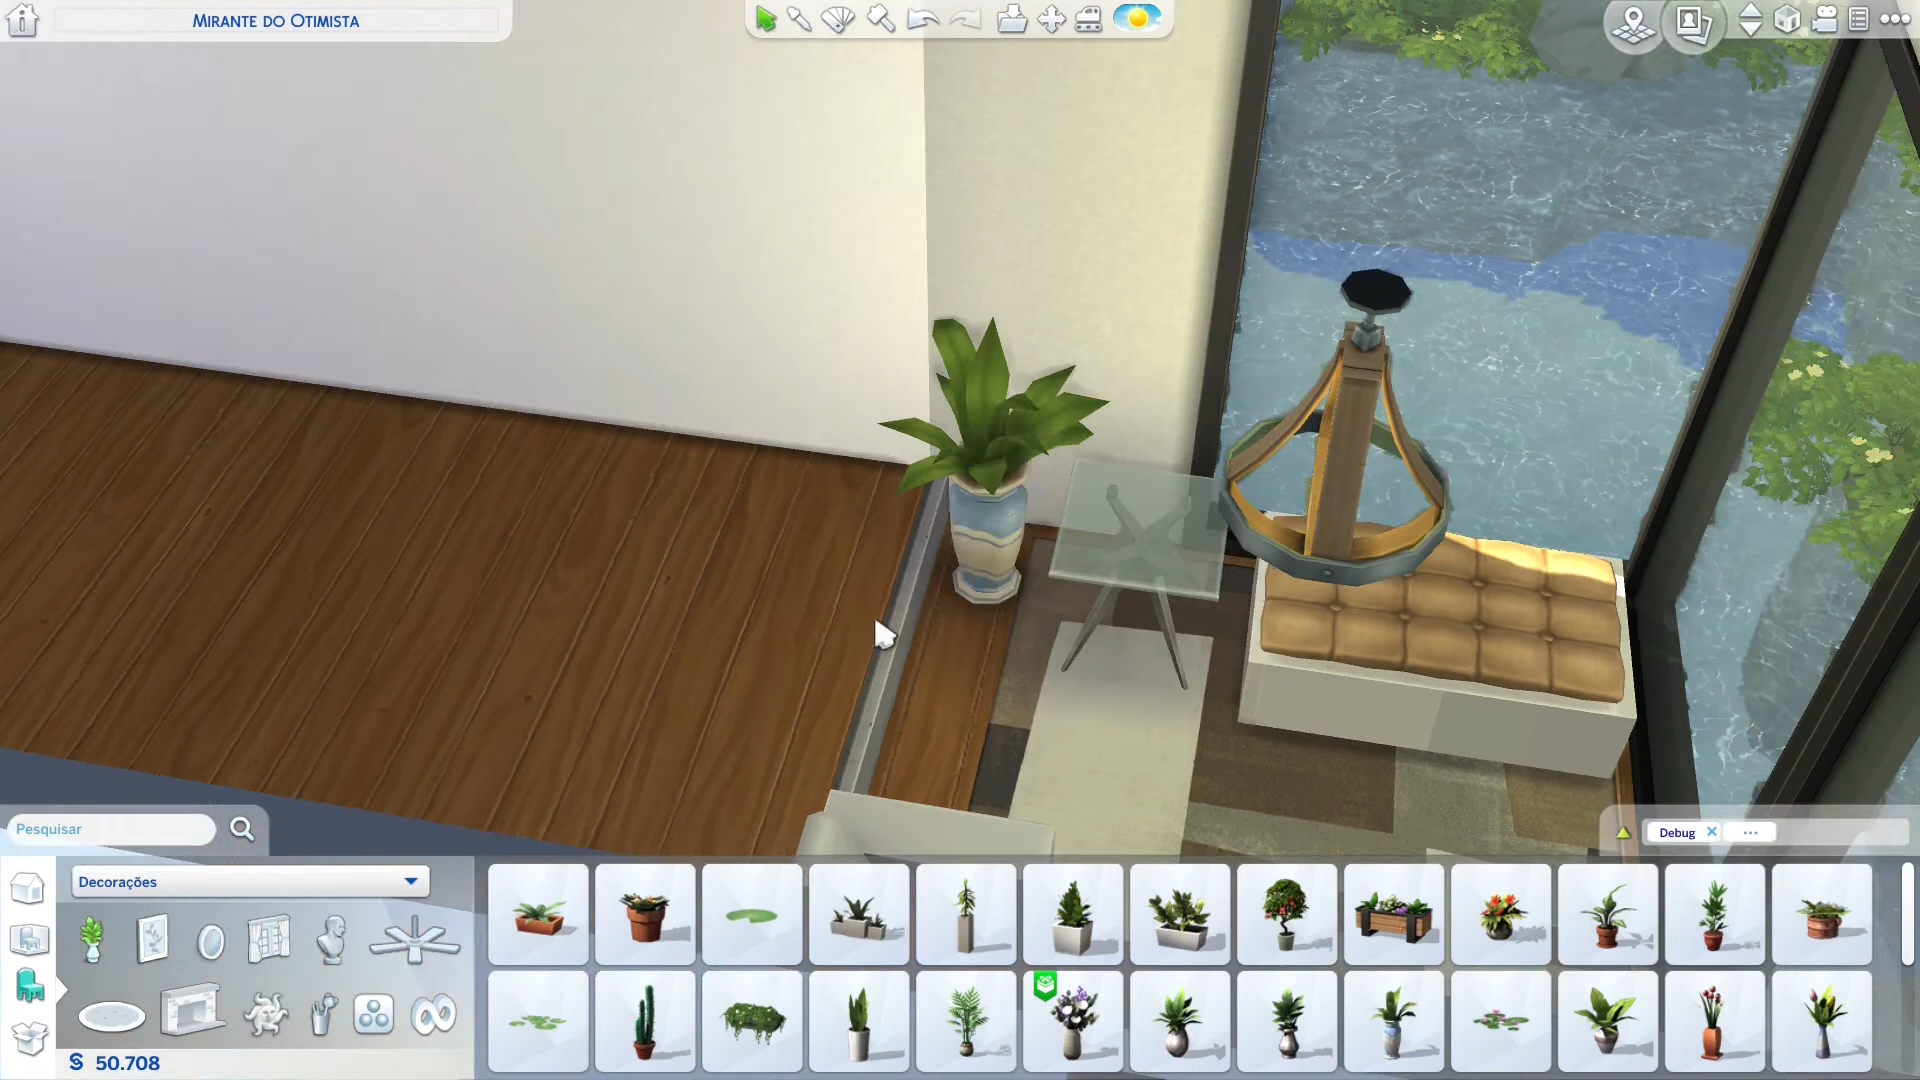 Mirante do Otimista
Pesquisar
Debug
Decorações
50.708